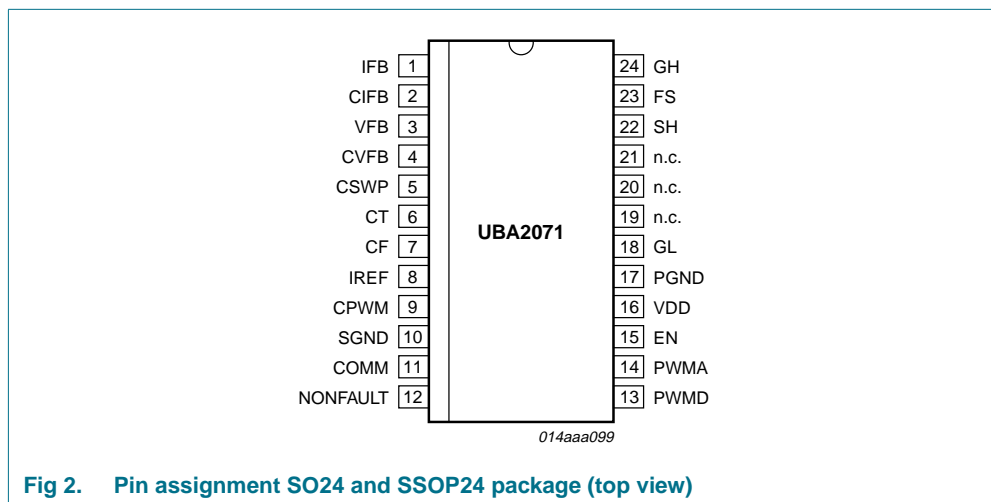 IFB 1 24 GH
CIFB 2 23 FS
VFB 3 22 SH
CVFB 4 21 n.c.
CSWP 5 20 n.c.
CT 6 19 n.c.
UBA2071
CF 7 18 GL
IREF 8 17 PGND
CPWM 9 16 VDD
SGND 10 15 EN
COMM 11 14 PWMA
NONFAULT 12 13 PWMD
014aaa099
Fig 2. Pin assignment SO24 and SSOP24 package (top view)